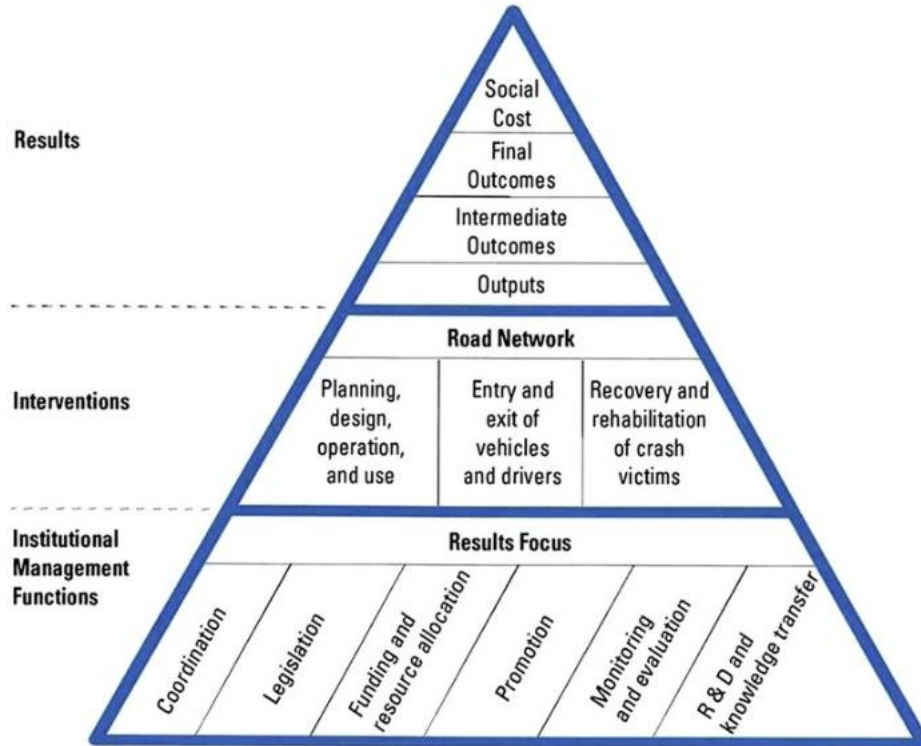 Results
Social
Cost
Final
Outcomes
Intermediate
Outcomes
Outputs
Interventions
Road Network
Planning,
design,
operation,
and use
Entry and
exit of
vehicles
and drivers
Recovery and
rehabilitation
of crash
victims
Institutional
Management
Functions
Results Focus
Coordination
Legislation
Funding and
resource allocation
Promotion
Monitoring
and evaluation
R & D and
knowledge transfer